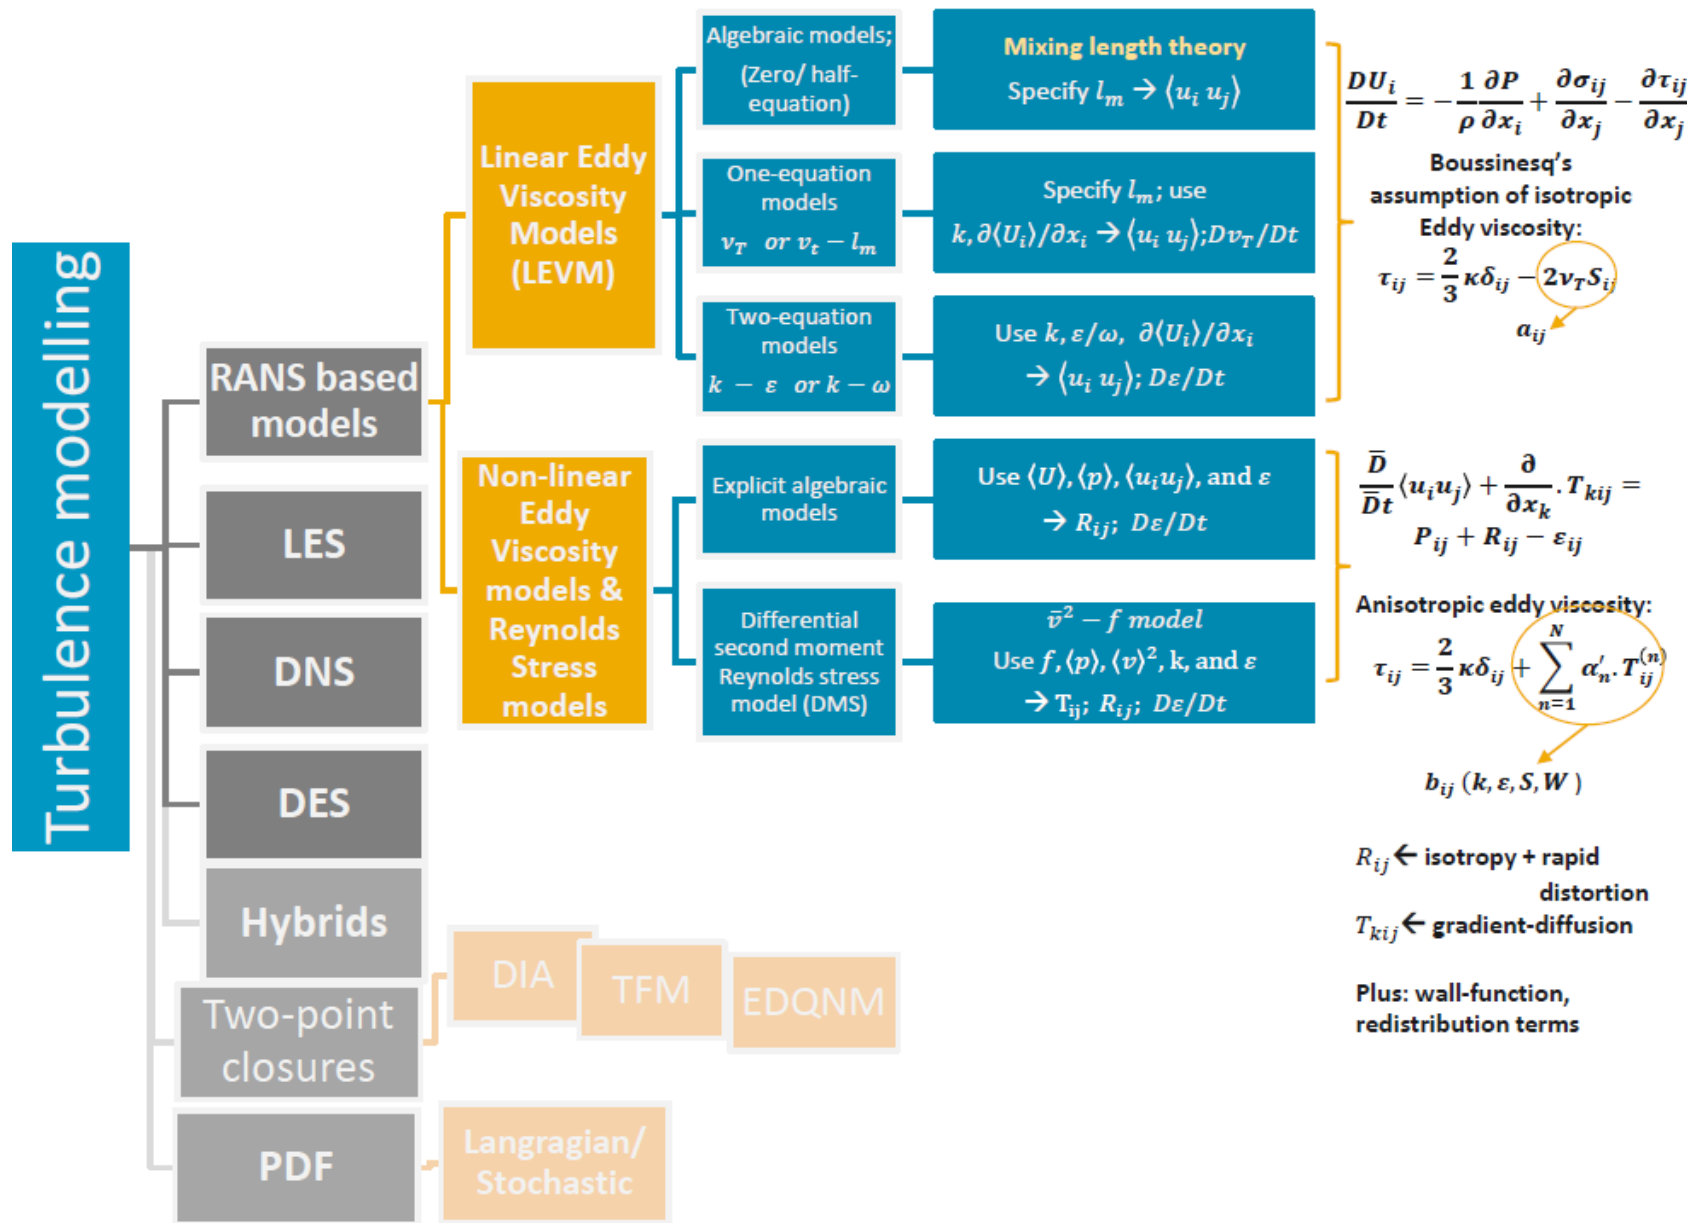 Turbulence modelling
RANS based
models
LES
DNS
DES
Hybrids
Two-point
closures
PDF
Linear Eddy
Viscosity
Models
(LEVM)
Non-linear
Eddy
Viscosity
models &
Reynolds
Stress
models
DIA
TFM
EDQNM
Langragian/
Stochastic
Algebraic models;
(Zero/ half-
equation)
One-equation
models
ν_T or v_t − l_m
Two-equation
models
k − ε or k − ω
Explicit algebraic
models
Differential
second moment
Reynolds stress
model (DMS)
Mixing length theory
Specify l_m → ⟨u_i u_j⟩
Specify l_m; use
k, ∂⟨U_i⟩/∂x_i → ⟨u_i u_j⟩; Dv_T/Dt
Use k, ε/ω, ∂⟨U_i⟩/∂x_i
→ ⟨u_i u_j⟩; Dε/Dt
Use ⟨U⟩, ⟨p⟩, ⟨u_i u_j⟩, and ε
→ R_ij; Dε/Dt
v̄² − f model
Use f, ⟨p⟩, ⟨v⟩², k, and ε
→ T_ij; R_ij; Dε/Dt
DU_i/Dt = −(1/ρ) ∂P/∂x_i + ∂σ_ij/∂x_j − ∂τ_ij/∂x_j
Boussinesq's
assumption of isotropic
Eddy viscosity:
τ_ij = (2/3) κδ_ij − 2ν_T S_ij
a_ij
D̄/D̄t ⟨u_i u_j⟩ + ∂/∂x_k . T_kij =
P_ij + R_ij − ε_ij
Anisotropic eddy viscosity:
τ_ij = (2/3) κδ_ij + ∑_{n=1}^{N} α′_n . T_ij^(n)
b_ij (k, ε, S, W)
R_ij ← isotropy + rapid
distortion
T_kij ← gradient-diffusion
Plus: wall-function,
redistribution terms